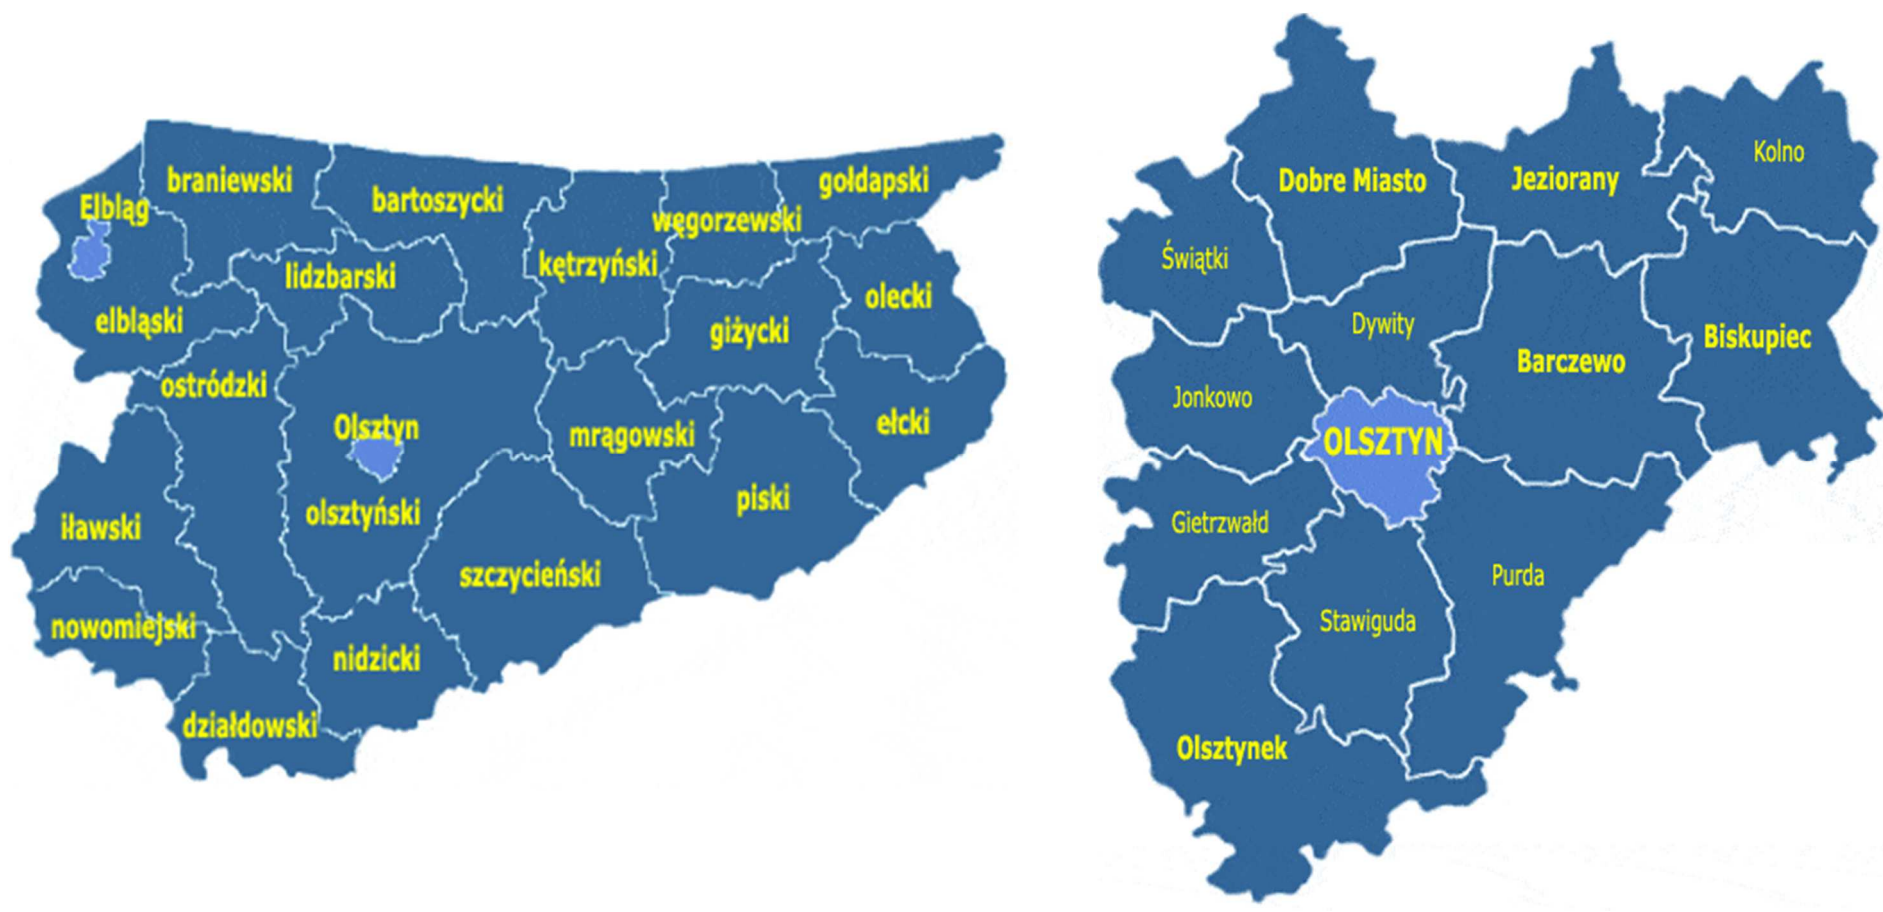 braniewski
bartoszycki
gołdapski
Elbląg
węgorzewski
lidzbarski
kętrzyński
olecki
elbląski
giżycki
ostródzki
Olsztyn
mrągowski
ełcki
iławski
olsztyński
piski
szczycieński
nowomiejski
nidzicki
działdowski
Kolno
Dobre Miasto
Jeziorany
Świątki
Dywity
Biskupiec
Barczewo
Jonkowo
OLSZTYN
Gietrzwałd
Purda
Stawiguda
Olsztynek